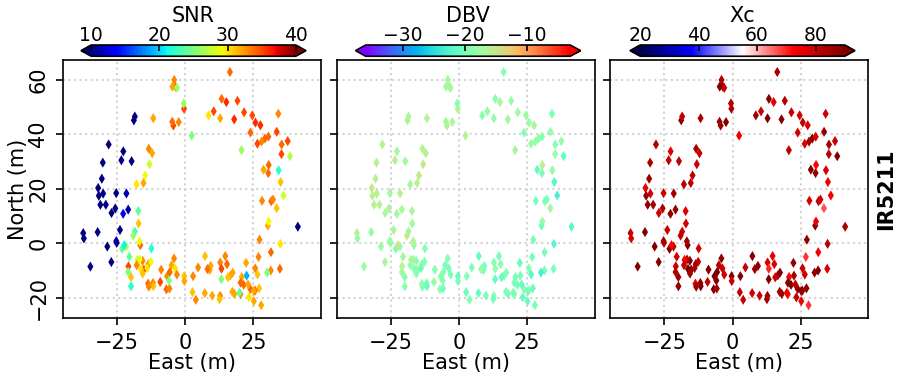 SNR DBV Xc
10 20 30 40 −30 −20 −10 20 40 60 80
60
40
20
0
−20
North (m)
IR5211
−25 0 25 −25 0 25 −25 0 25
East (m) East (m) East (m)